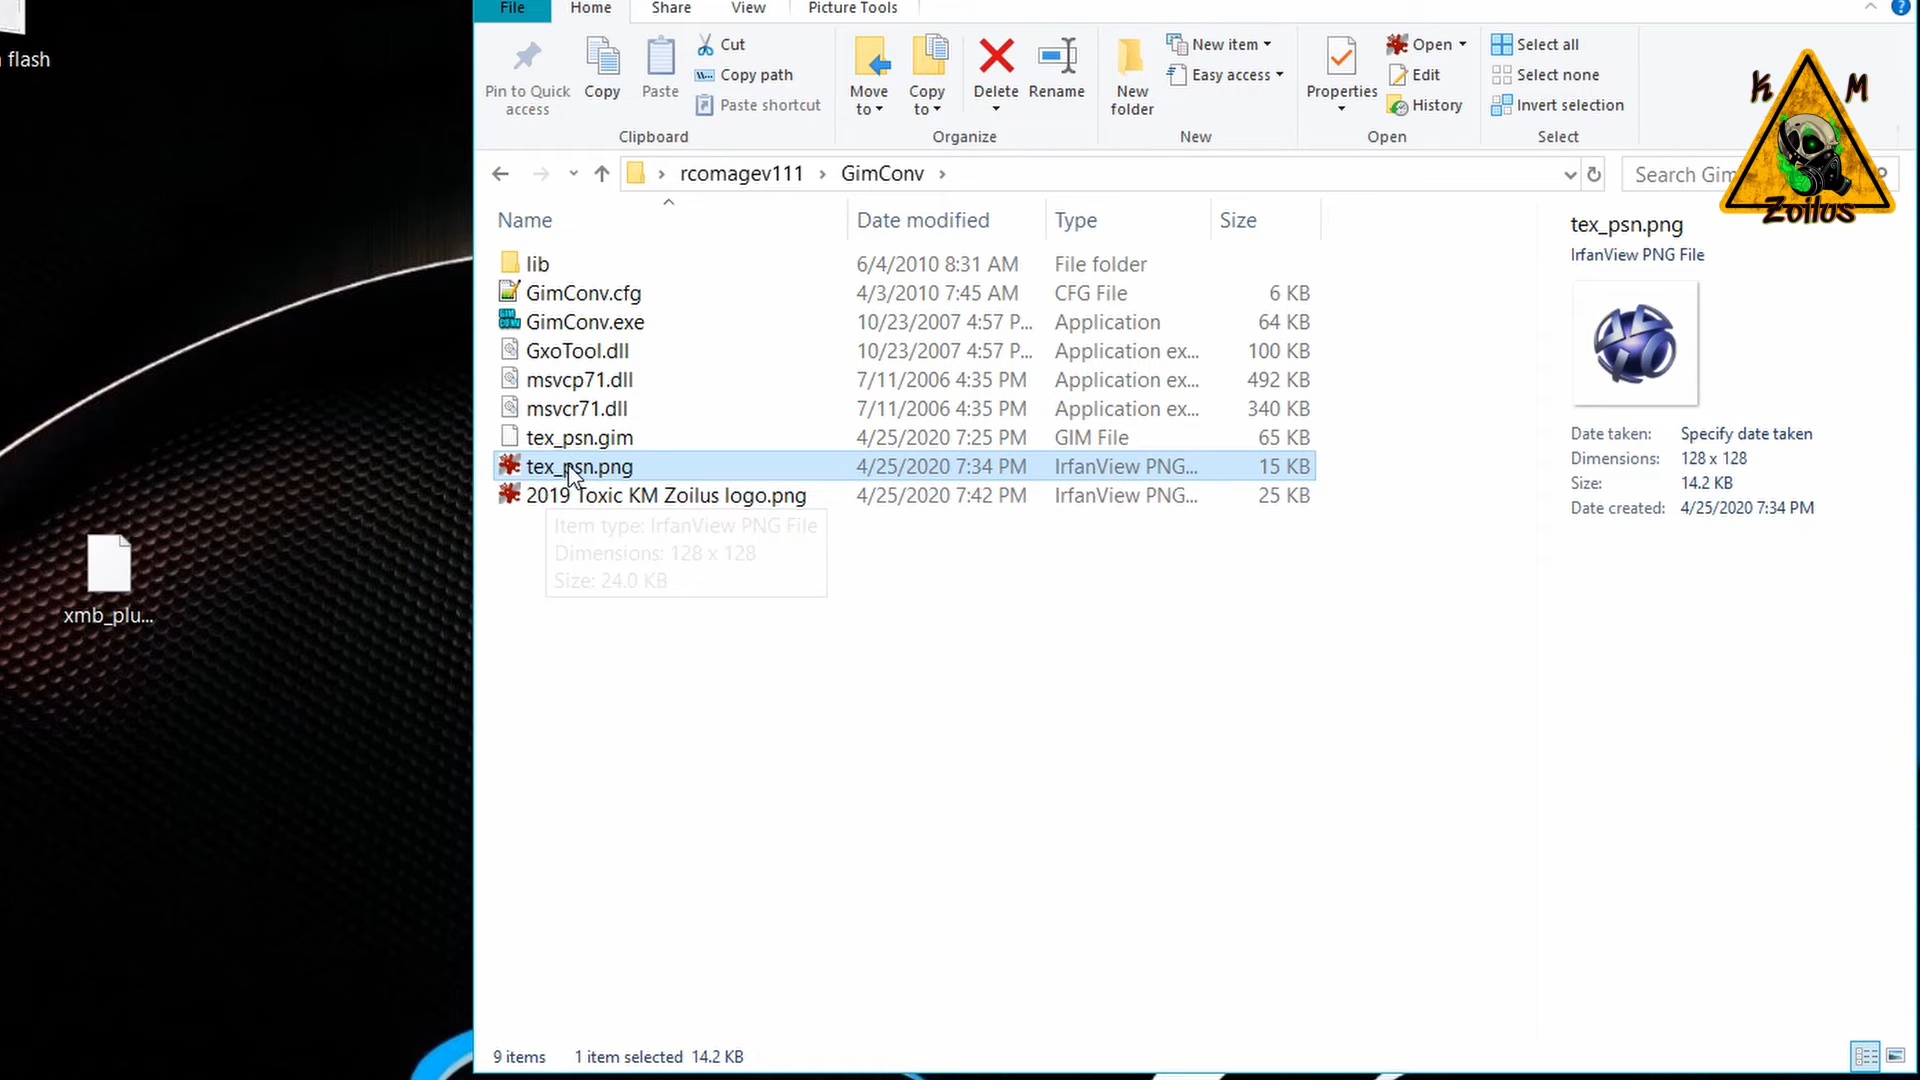 flash
xmb_plu...
File Home Share View Picture Tools
Pin to Quick access
Copy
Paste
Cut
Copy path
Paste shortcut
Clipboard
Move to
Copy to
Delete
Rename
Organize
New folder
New item
Easy access
New
Properties
Open
Edit
History
Open
Select all
Select none
Invert selection
Select
K M
Zoilus
rcomagev111 > GimConv >
Search Gim
Name Date modified Type Size
lib 6/4/2010 8:31 AM File folder
GimConv.cfg 4/3/2010 7:45 AM CFG File 6 KB
GimConv.exe 10/23/2007 4:57 P... Application 64 KB
GxoTool.dll 10/23/2007 4:57 P... Application ex... 100 KB
msvcp71.dll 7/11/2006 4:35 PM Application ex... 492 KB
msvcr71.dll 7/11/2006 4:35 PM Application ex... 340 KB
tex_psn.gim 4/25/2020 7:25 PM GIM File 65 KB
tex_psn.png 4/25/2020 7:34 PM IrfanView PNG... 15 KB
2019 Toxic KM Zoilus logo.png 4/25/2020 7:42 PM IrfanView PNG... 25 KB
Item type: IrfanView PNG File
Dimensions: 128 x 128
Size: 24.0 KB
tex_psn.png
IrfanView PNG File
Date taken: Specify date taken
Dimensions: 128 x 128
Size: 14.2 KB
Date created: 4/25/2020 7:34 PM
9 items 1 item selected 14.2 KB